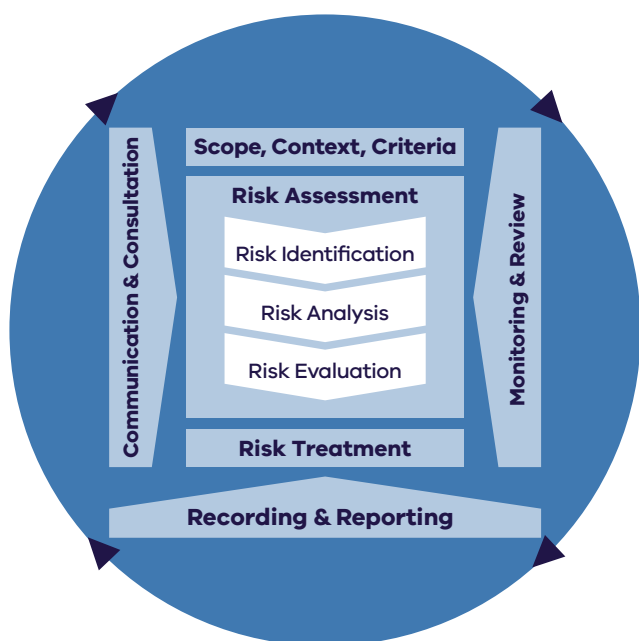 Scope, Context, Criteria
Communication & Consultation
Risk Assessment
Risk Identification
Risk Analysis
Risk Evaluation
Monitoring & Review
Risk Treatment
Recording & Reporting